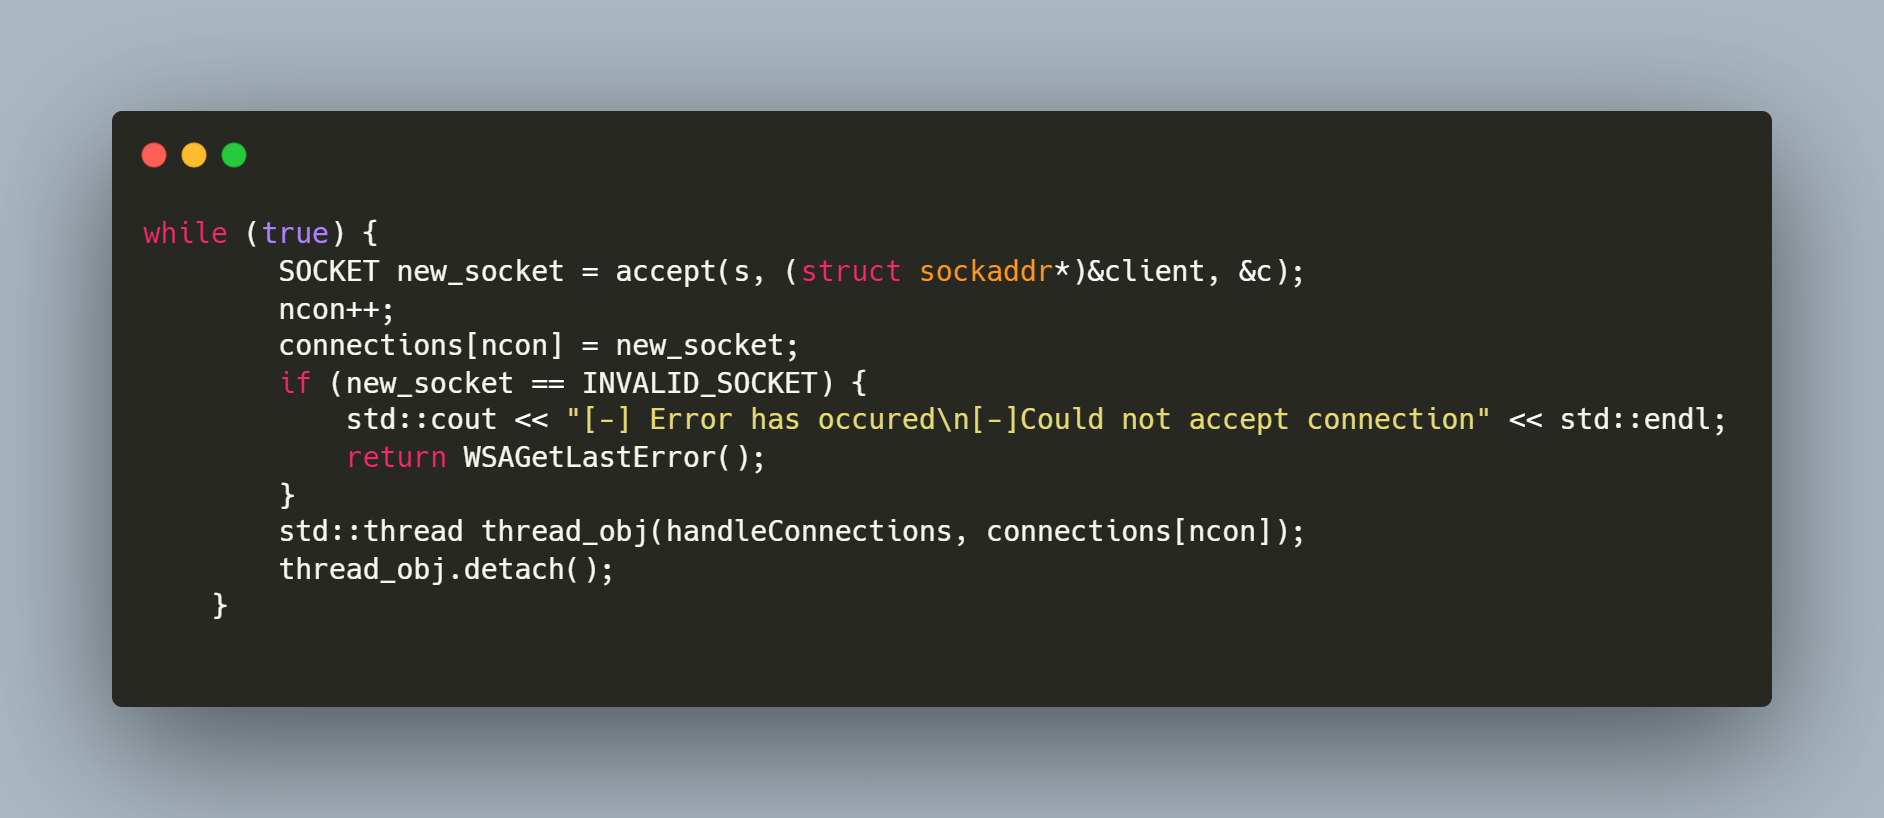 while (true) {
        SOCKET new_socket = accept(s, (struct sockaddr*)&client, &c);
        ncon++;
        connections[ncon] = new_socket;
        if (new_socket == INVALID_SOCKET) {
            std::cout << "[-] Error has occured\n[-]Could not accept connection" << std::endl;
            return WSAGetLastError();
        }
        std::thread thread_obj(handleConnections, connections[ncon]);
        thread_obj.detach();
    }